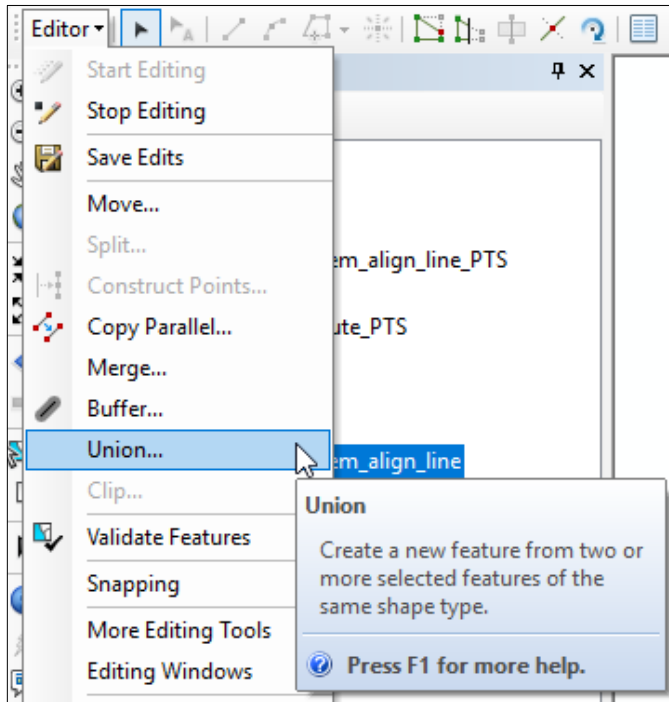 Editor
Start Editing
Stop Editing
Save Edits
Move...
Split...
em_align_line_PTS
Construct Points...
Copy Parallel...
ute_PTS
Merge...
Buffer...
Union...
em_align_line
Clip...
Union
Create a new feature from two or
more selected features of the
same shape type.
Press F1 for more help.
Validate Features
Snapping
More Editing Tools
Editing Windows